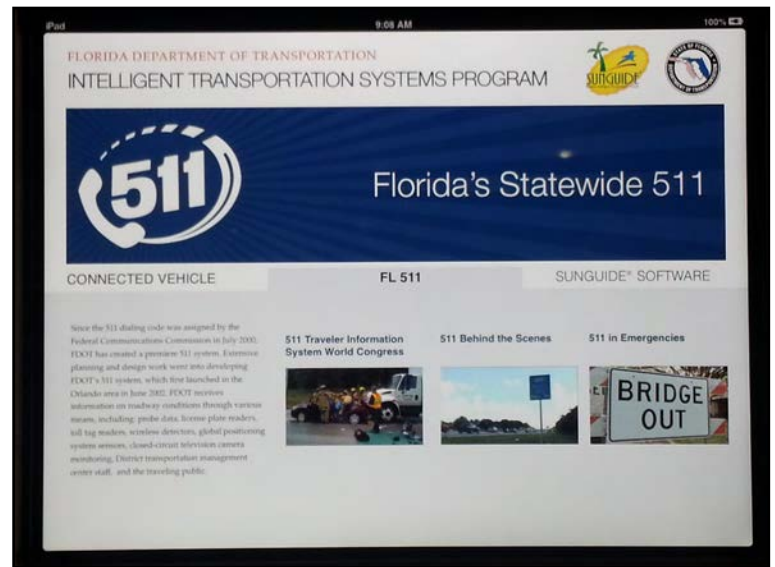 iPad
9:08 AM
100%
FLORIDA DEPARTMENT OF TRANSPORTATION
INTELLIGENT TRANSPORTATION SYSTEMS PROGRAM
SUNGUIDE
STATE OF FLORIDA
DEPARTMENT OF TRANSPORTATION
511
Florida's Statewide 511
CONNECTED VEHICLE
FL 511
SUNGUIDE® SOFTWARE
Since the 511 dialing code was assigned by the
Federal Communications Commission in July 2000,
FDOT has created a premiere 511 system. Extensive
planning and design work went into developing
FDOT's 511 system, which first launched in the
Orlando area in June 2002. FDOT receives
information on roadway conditions through various
means, including: probe data, license plate readers,
toll tag readers, wireless detectors, global positioning
system sensors, closed-circuit television camera
monitoring, District transportation management
center staff, and the traveling public.
511 Traveler Information
System World Congress
511 Behind the Scenes
511 in Emergencies
BRIDGE
OUT